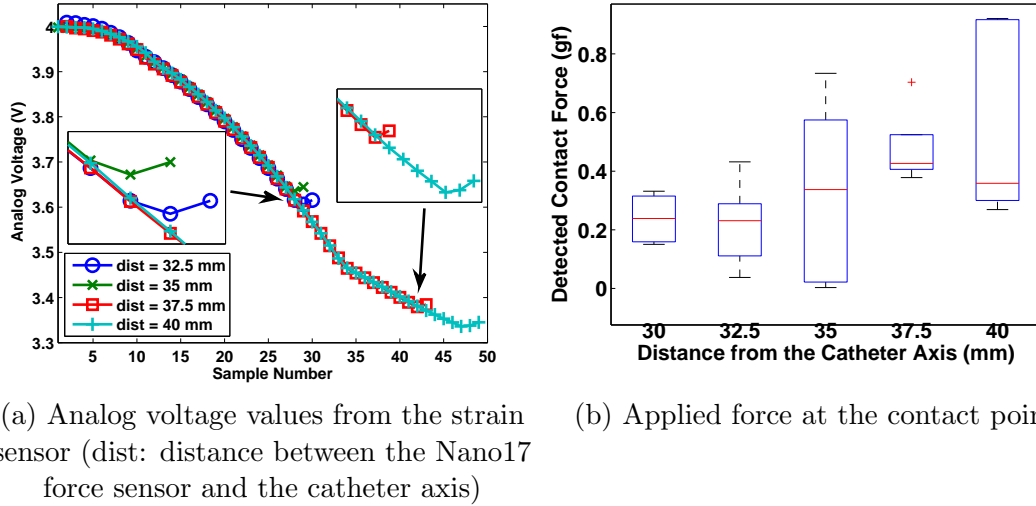 4
3.9
3.8
3.7
3.6
3.5
3.4
3.3
Analog Voltage (V)
dist = 32.5 mm
dist = 35 mm
dist = 37.5 mm
dist = 40 mm
5 10 15 20 25 30 35 40 45 50
Sample Number
0.8
0.6
0.4
0.2
0
Detected Contact Force (gf)
30 32.5 35 37.5 40
Distance from the Catheter Axis (mm)
(a) Analog voltage values from the strain
sensor (dist: distance between the Nano17
force sensor and the catheter axis)
(b) Applied force at the contact poin